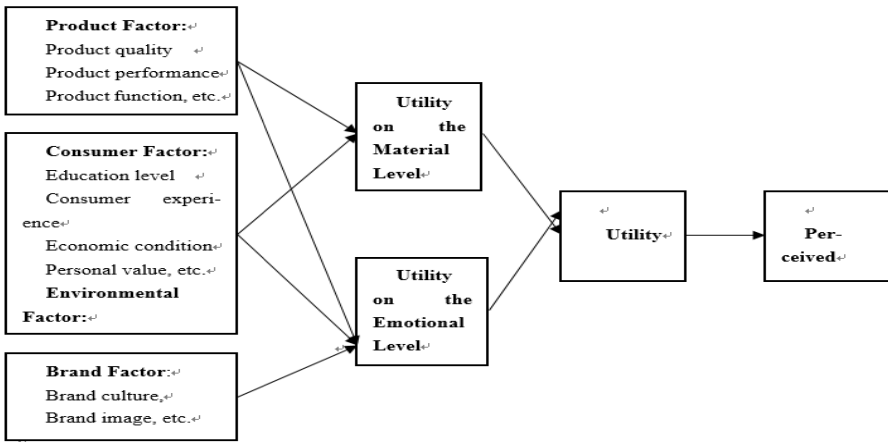 Product Factor:
Product quality
Product performance
Product function, etc.
Consumer Factor:
Education level
Consumer experi-
ence
Economic condition
Personal value, etc.
Environmental
Factor:
Brand Factor:
Brand culture,
Brand image, etc.
Utility
on the
Material
Level
Utility
on the
Emotional
Level
Utility
Per-
ceived